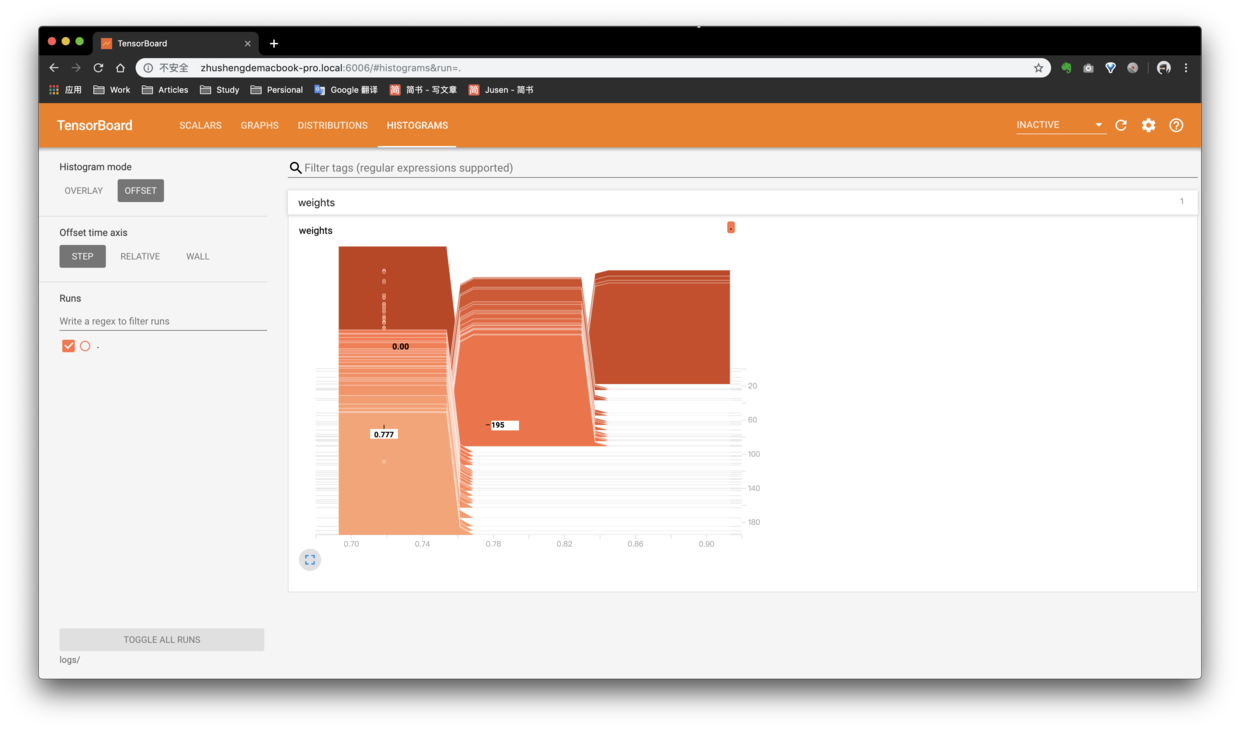 TensorBoard
不安全 zhushengdemacbook-pro.local:6006/#histograms&run=.
应用 Work Articles Study Persional Google 翻译 简书 - 写文章 Jusen - 简书
TensorBoard SCALARS GRAPHS DISTRIBUTIONS HISTOGRAMS INACTIVE
Histogram mode
OVERLAY OFFSET
Offset time axis
STEP RELATIVE WALL
Runs
Write a regex to filter runs
.
TOGGLE ALL RUNS
logs/
Filter tags (regular expressions supported)
weights 1
weights
.
0.00
0.777
195
20
60
100
140
180
0.70 0.74 0.78 0.82 0.86 0.90